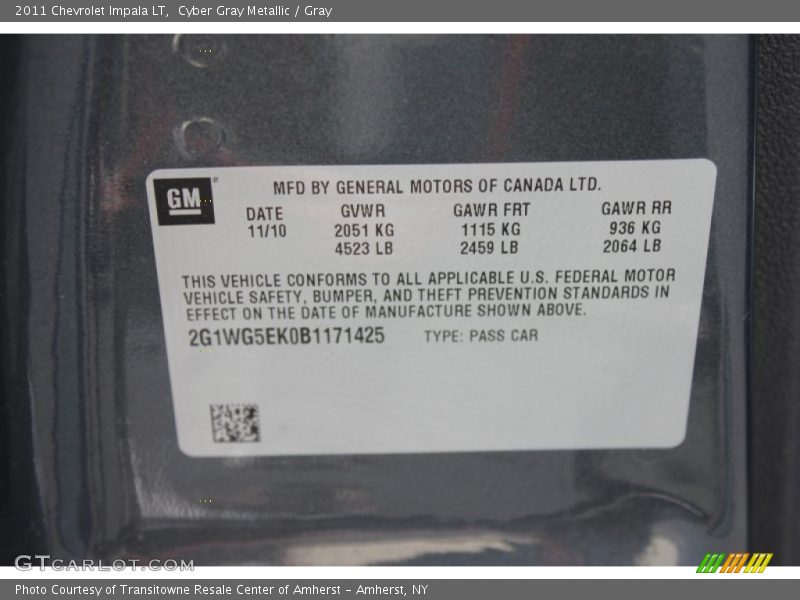 2011 Chevrolet Impala LT,  Cyber Gray Metallic / Gray
GM
MFD BY GENERAL MOTORS OF CANADA LTD.
DATE GVWR GAWR FRT GAWR RR
11/10 2051 KG 1115 KG 936 KG
4523 LB 2459 LB 2064 LB
THIS VEHICLE CONFORMS TO ALL APPLICABLE U.S. FEDERAL MOTOR
VEHICLE SAFETY, BUMPER, AND THEFT PREVENTION STANDARDS IN
EFFECT ON THE DATE OF MANUFACTURE SHOWN ABOVE.
2G1WG5EK0B1171425 TYPE: PASS CAR
GTCARLOT.COM
Photo Courtesy of Transitowne Resale Center of Amherst - Amherst, NY